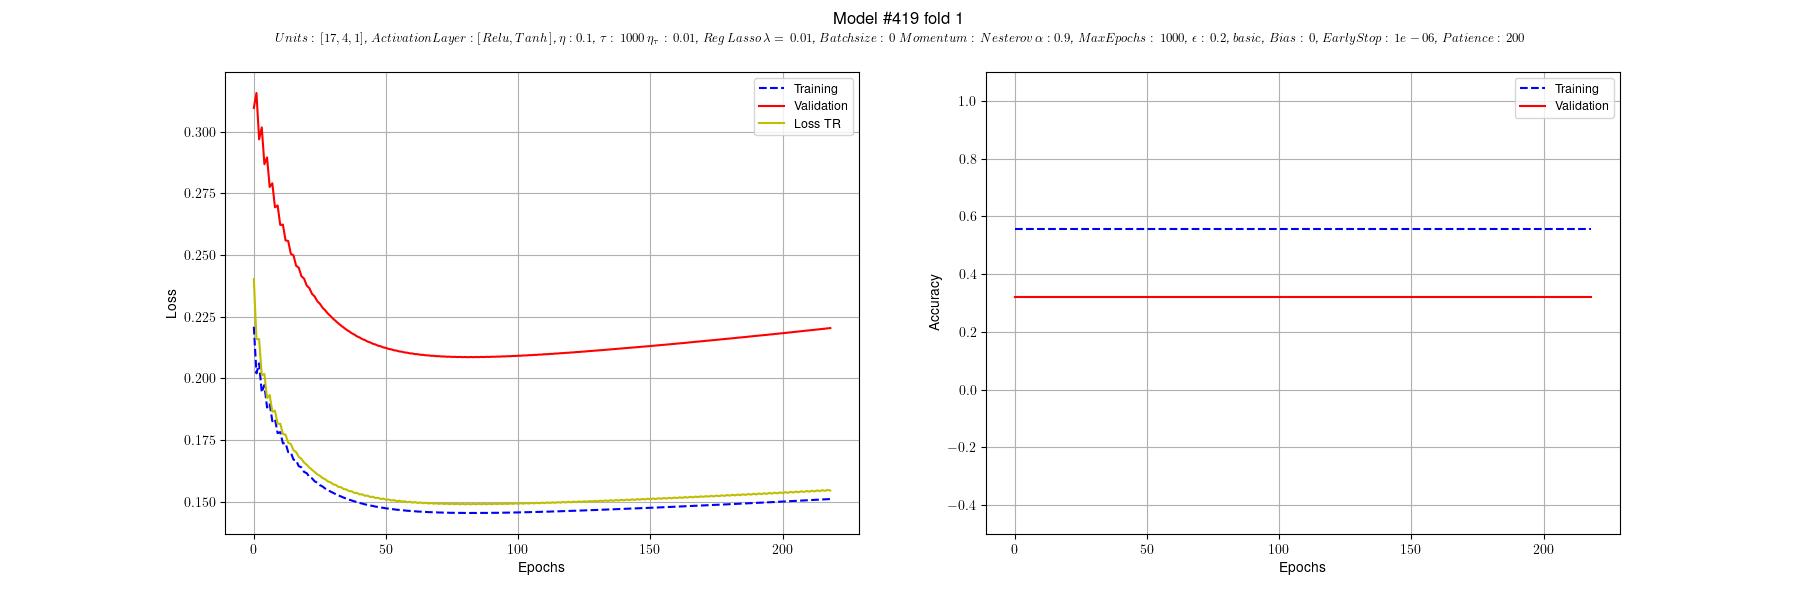 Model #419 fold 1
Units : [17, 4, 1], ActivationLayer : [Relu, Tanh], η : 0.1, τ : 1000 ητ : 0.01, Reg Lasso λ = 0.01, Batchsize : 0 Momentum : Nesterov α : 0.9, MaxEpochs : 1000, ϵ : 0.2, basic, Bias : 0, EarlyStop : 1e − 06, Patience : 200
Training
Validation
Loss TR
0.300
0.275
0.250
0.225
0.200
0.175
0.150
Loss
0 50 100 150 200
Epochs
Training
Validation
1.0
0.8
0.6
0.4
0.2
0.0
−0.2
−0.4
Accuracy
0 50 100 150 200
Epochs